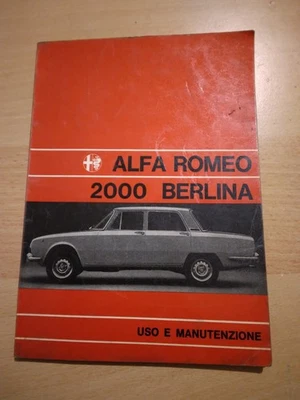 ALFA ROMEO
2000 BERLINA
USO E MANUTENZIONE